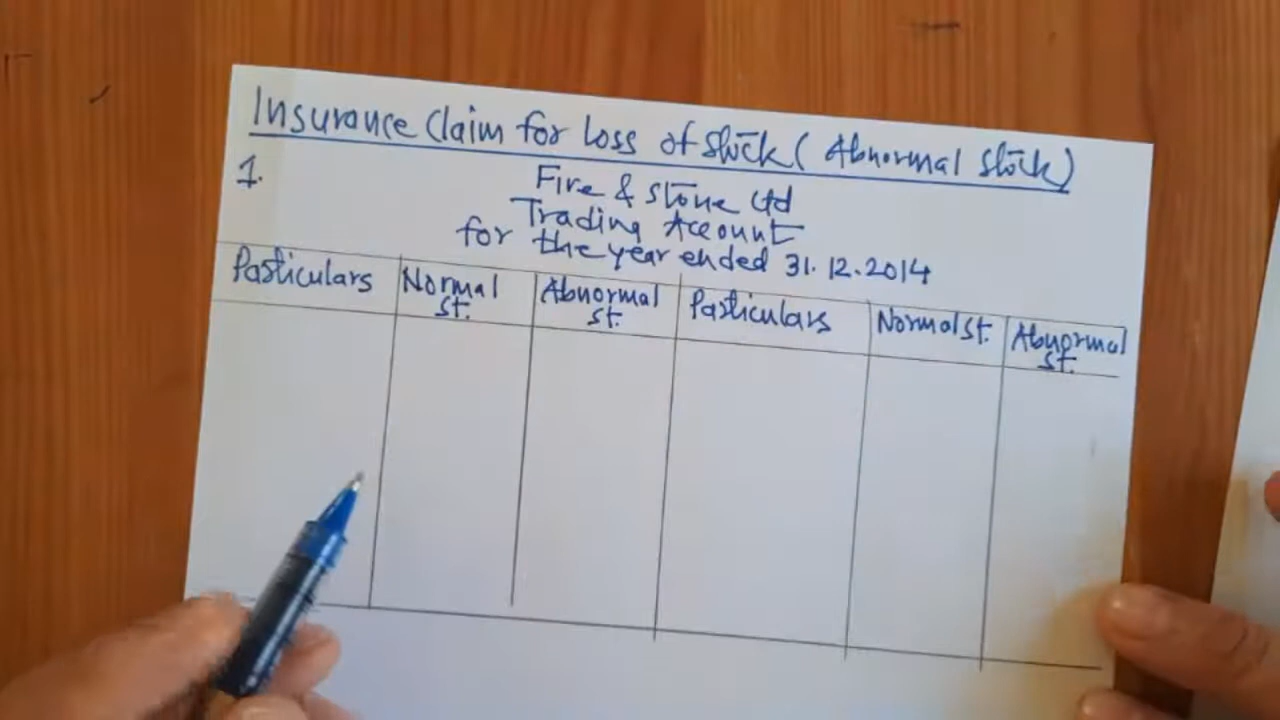 Insurance Claim for Loss of Stock (Abnormal Stock)
1.
Fire & Stone Ltd
Trading Account
for the year ended 31.12.2014
Particulars Normal st. Abnormal st. Particulars Normal st. Abnormal st.